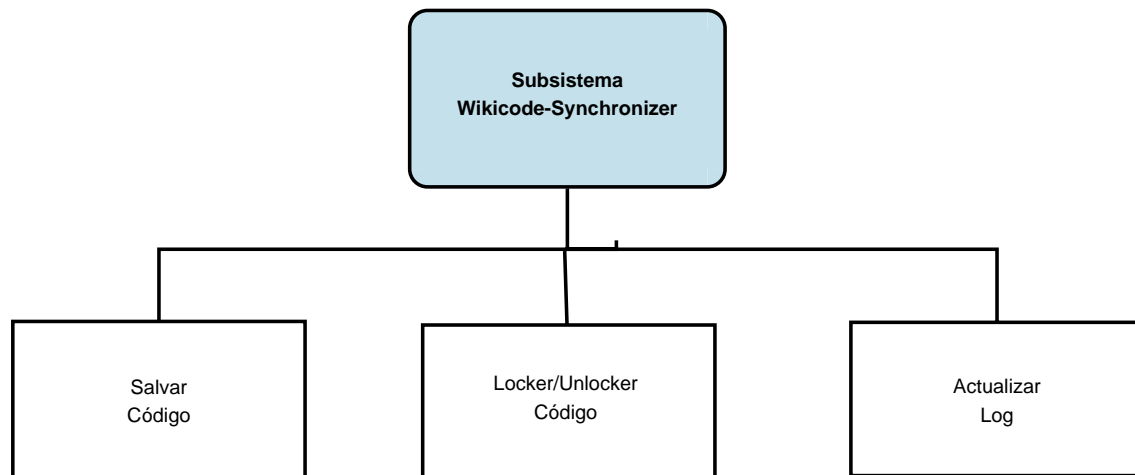 Subsistema
Wikicode-Synchronizer
Salvar
Código
Locker/Unlocker
Código
Actualizar
Log